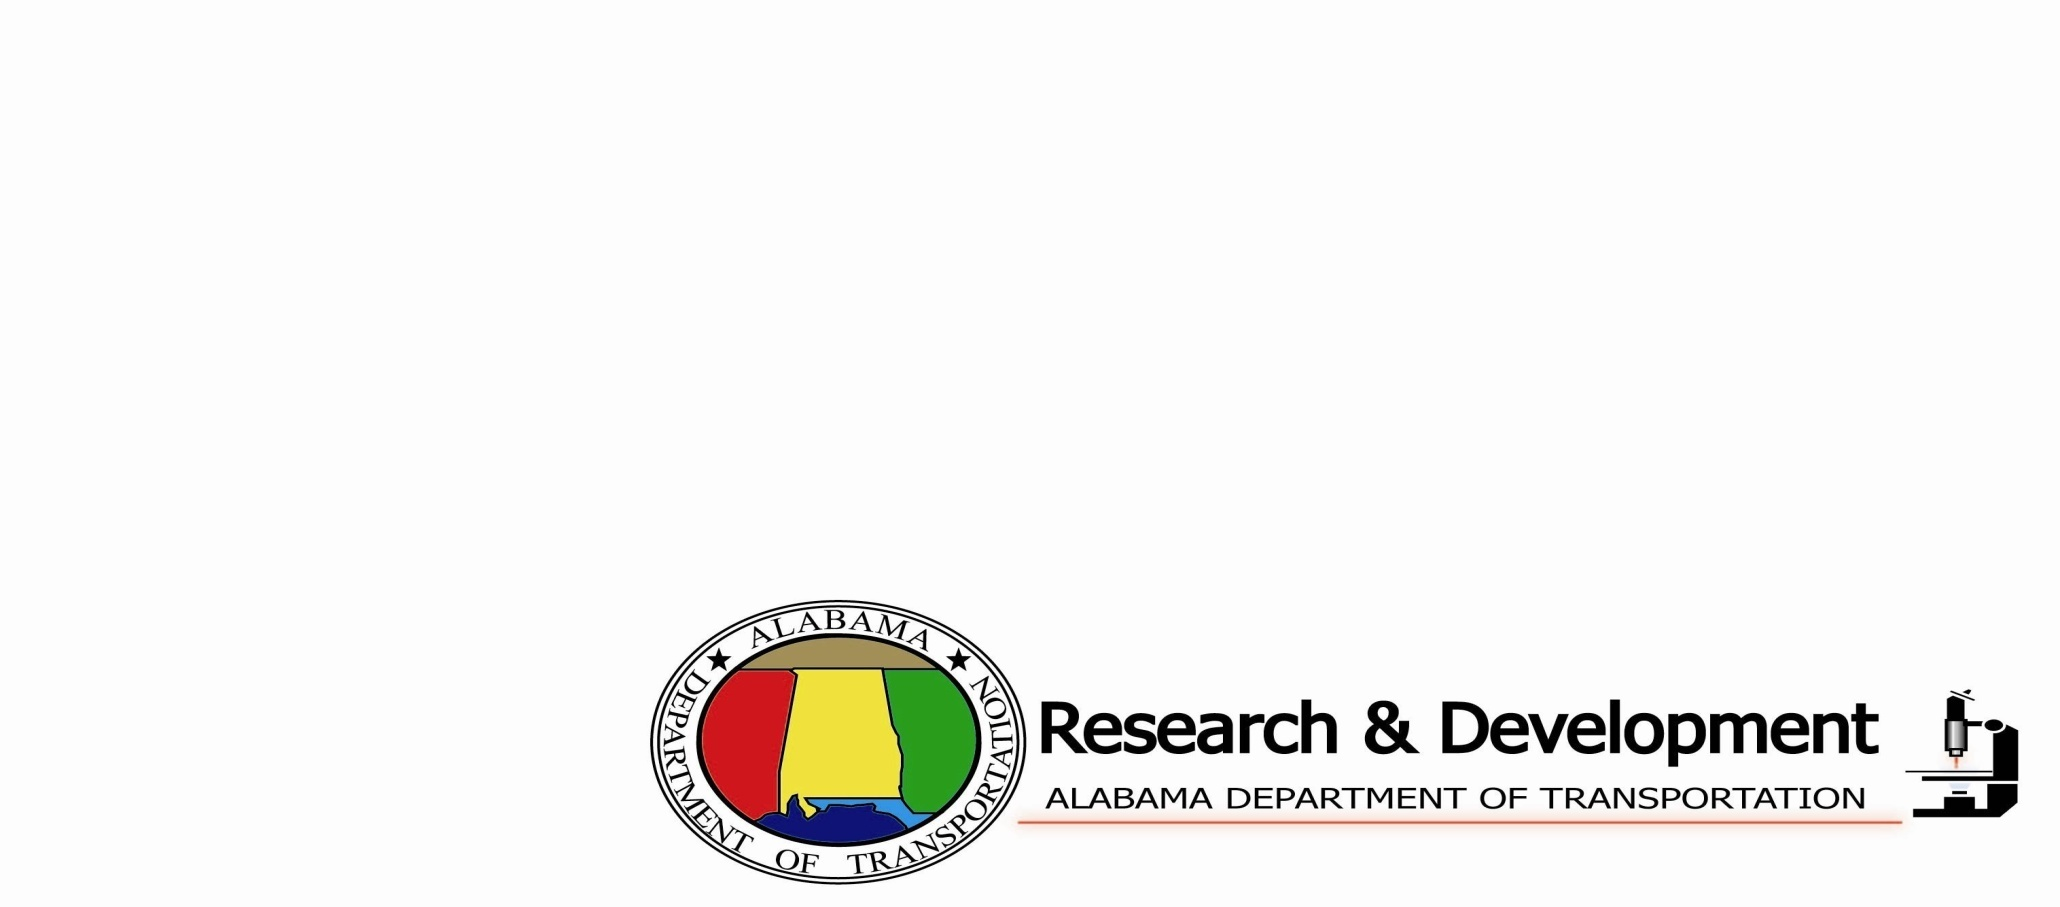 ALABAMA
DEPARTMENT OF TRANSPORTATION
Research & Development
ALABAMA DEPARTMENT OF TRANSPORTATION